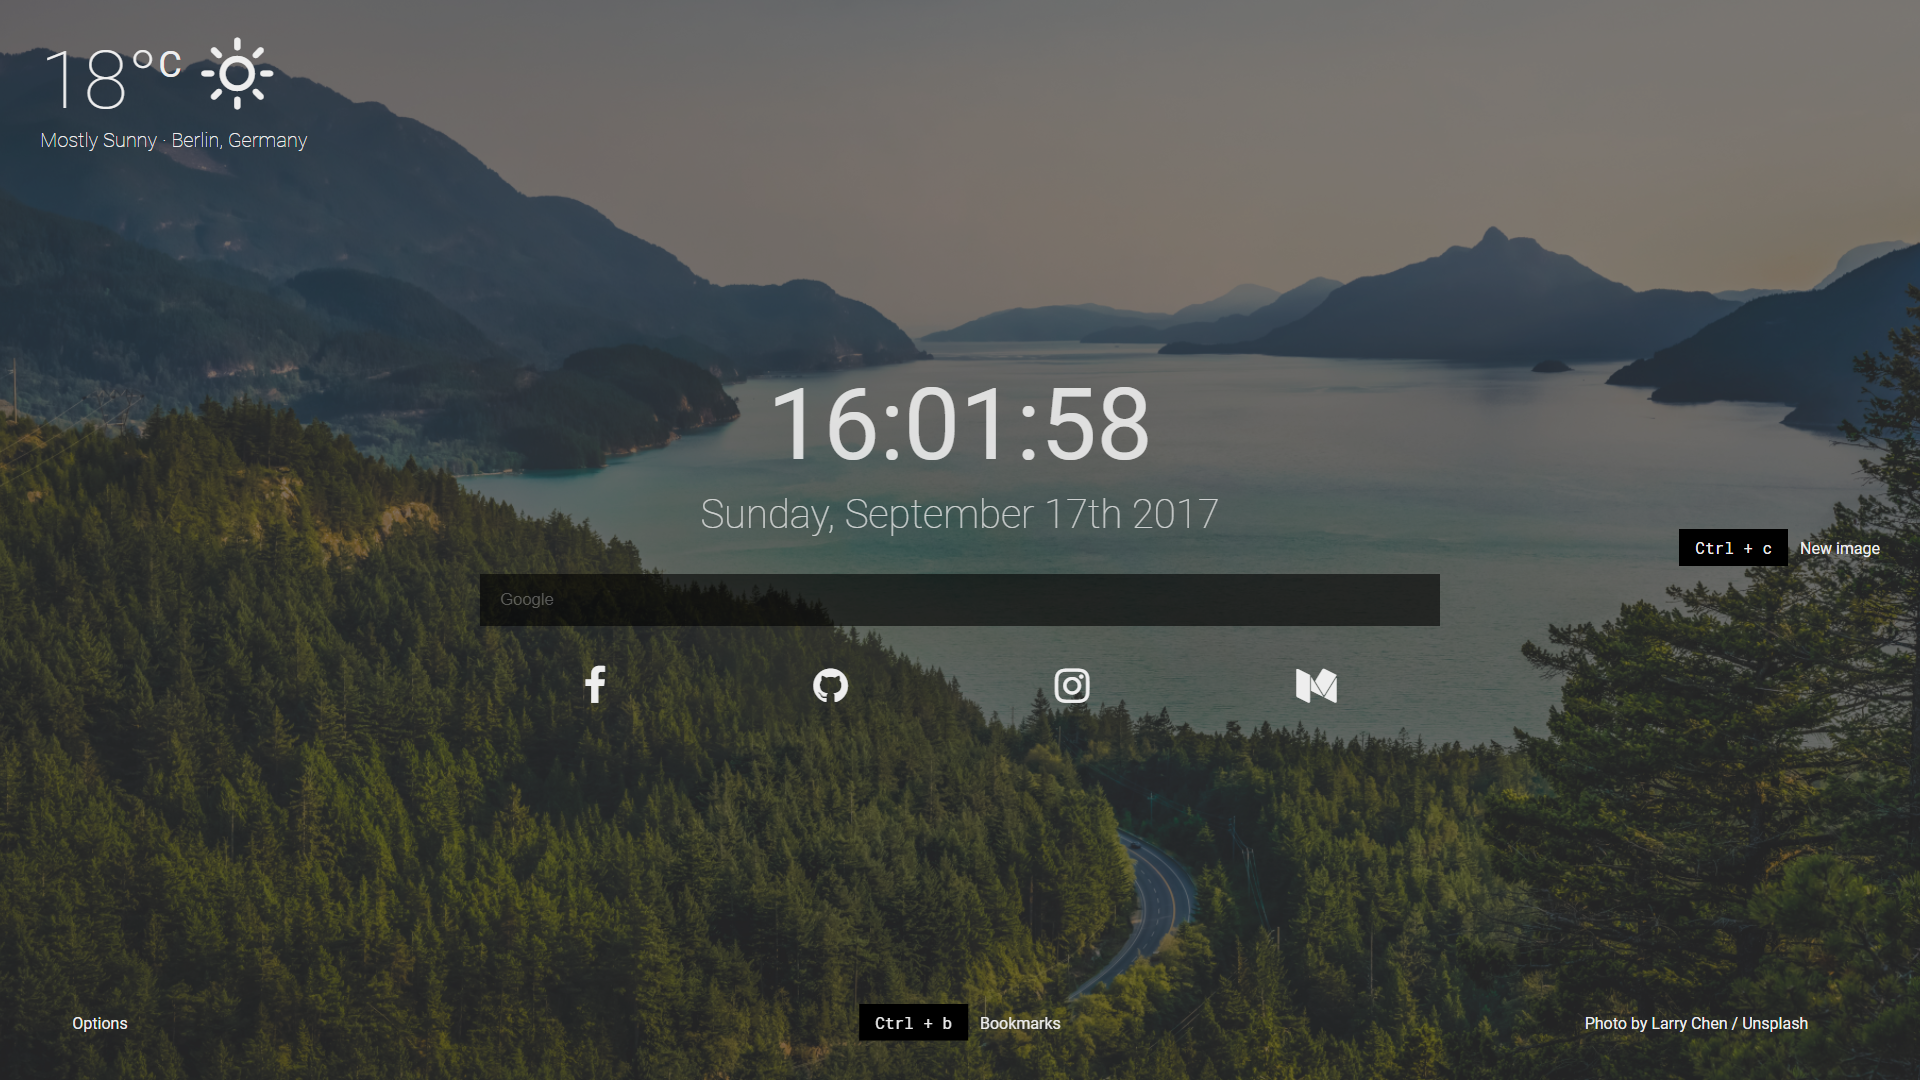 18°C
Mostly Sunny · Berlin, Germany
16:01:58
Sunday, September 17th 2017
Ctrl + c New image
Google
Options
Ctrl + b Bookmarks
Photo by Larry Chen / Unsplash